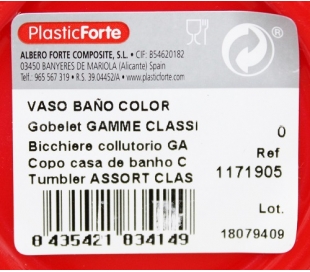 PlasticForte
ALBERO FORTE COMPOSITE, S.L. • CIF: B54620182
03450 BANYERES DE MARIOLA (Alicante) Spain
Telf.: 965 567 319 • R.S. 39.04452/A • www.plasticforte.com
®
VASO BAÑO COLOR
Gobelet GAMME CLASSI
Bicchiere collutorio GA
Copo casa de banho C
Tumbler ASSORT CLAS
0
Ref
1171905
Lot.
18079409
8 435421 834149